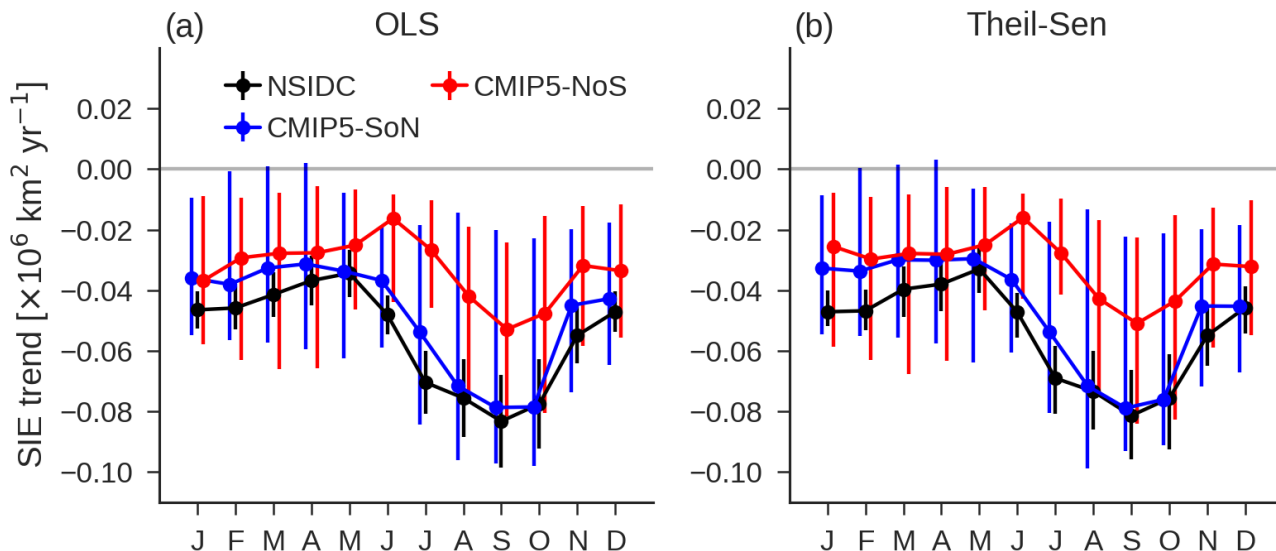 (a) OLS
(b) Theil-Sen
SIE trend [×10⁶ km² yr⁻¹]
NSIDC
CMIP5-NoS
CMIP5-SoN
0.02
0.00
−0.02
−0.04
−0.06
−0.08
−0.10
J F M A M J J A S O N D
0.02
0.00
−0.02
−0.04
−0.06
−0.08
−0.10
J F M A M J J A S O N D